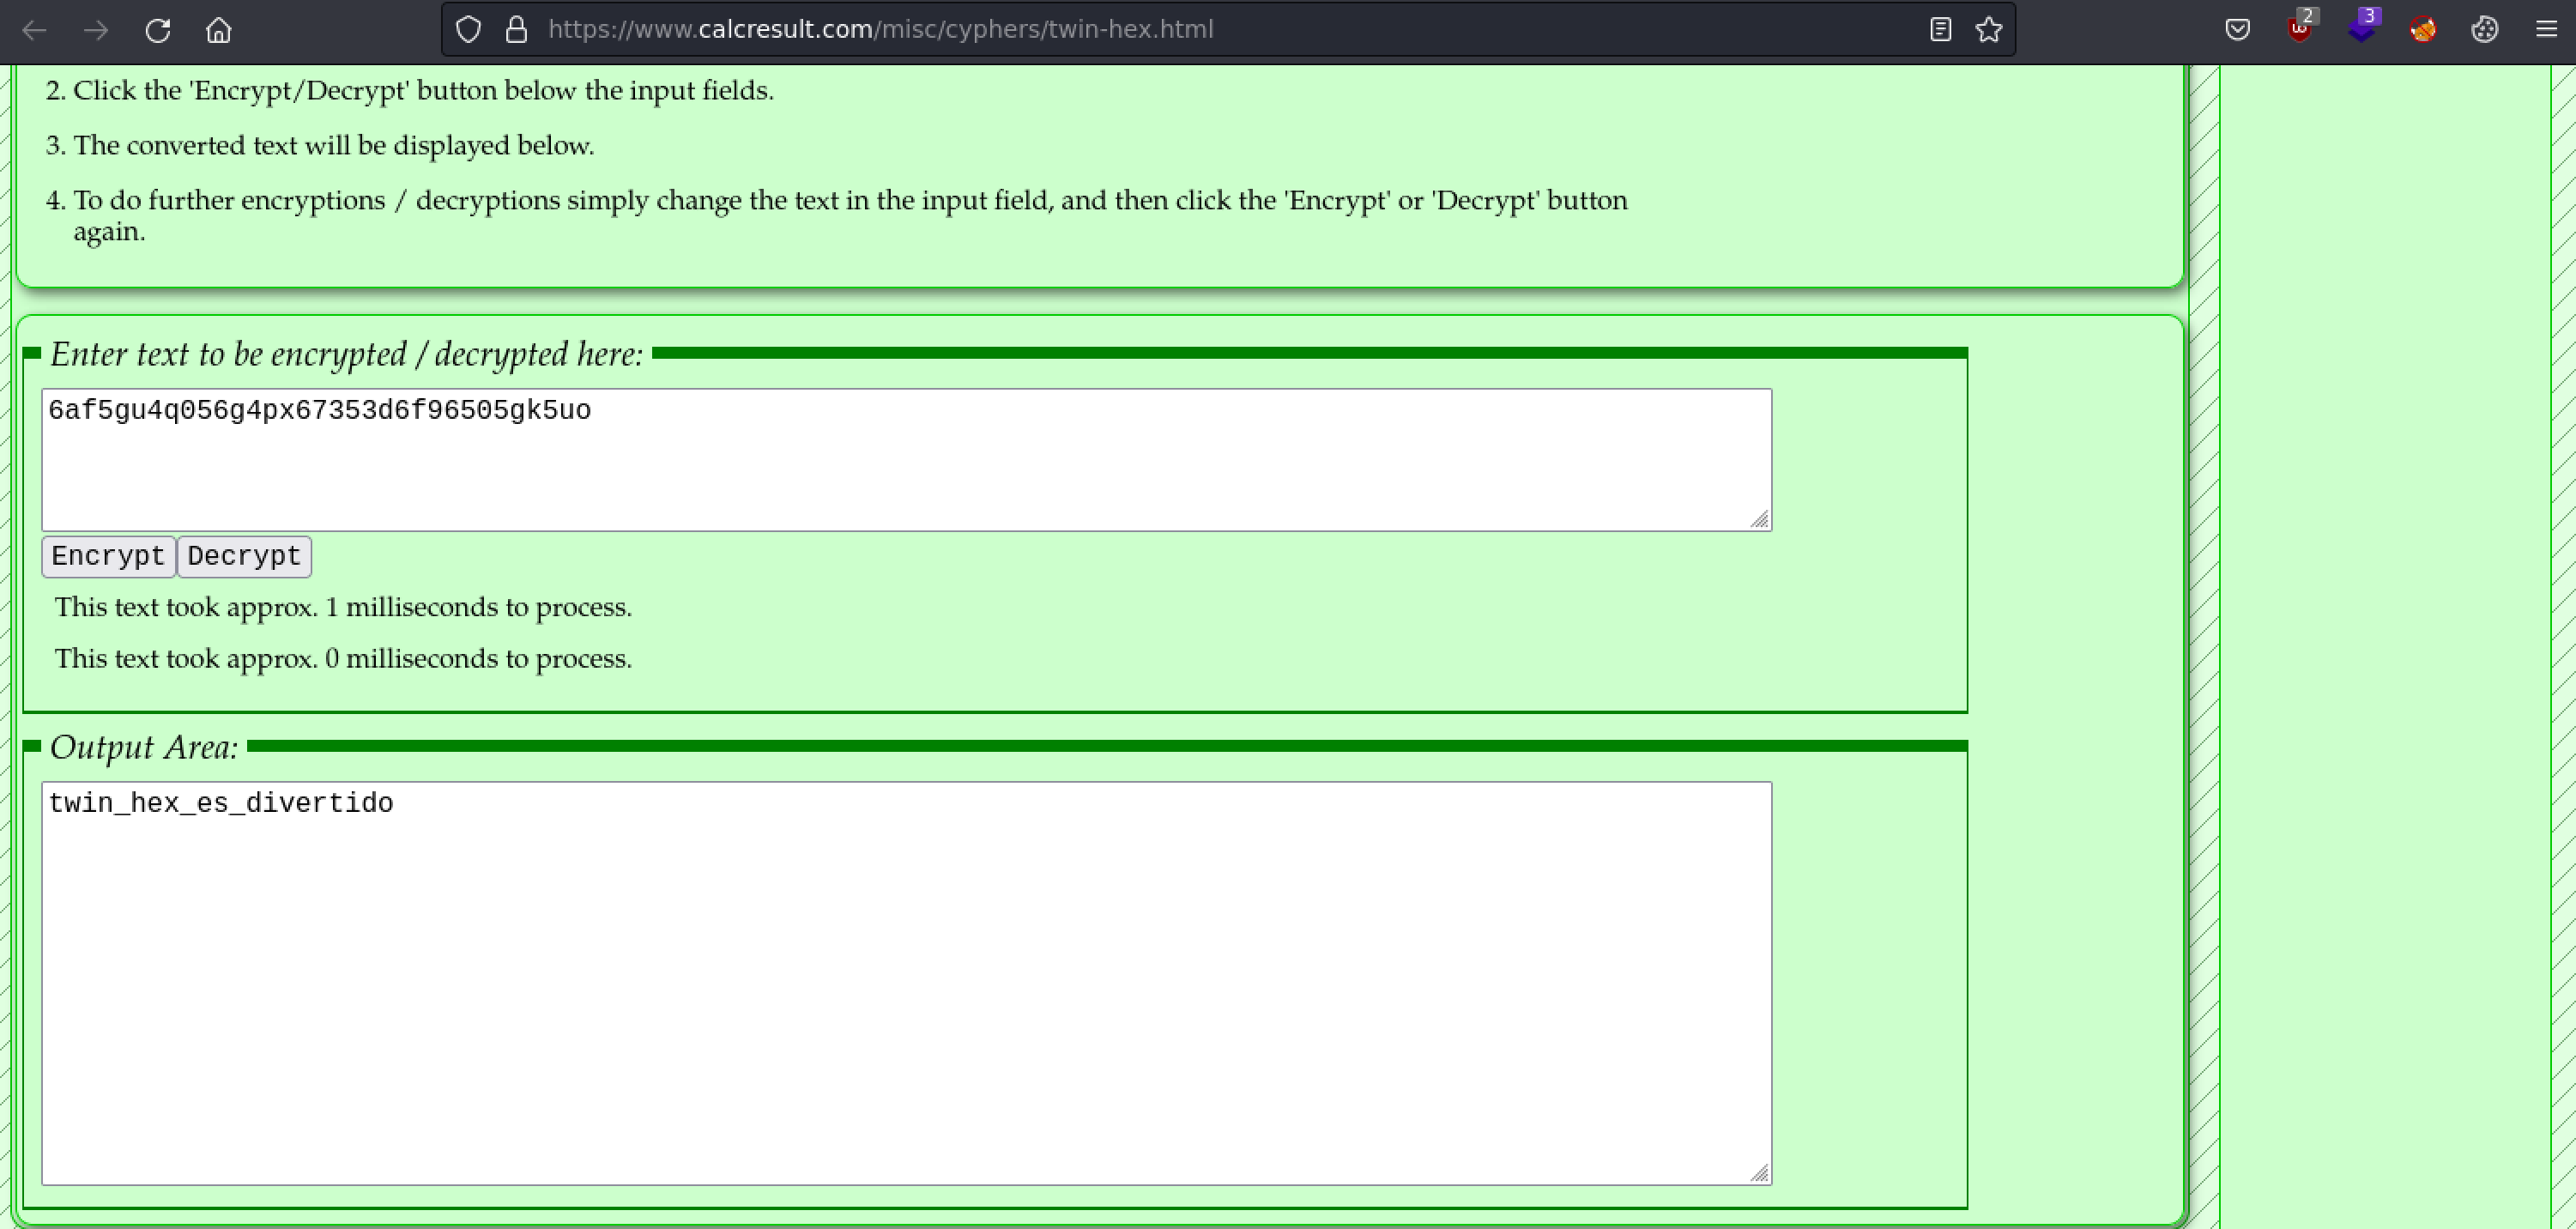 https://www.calcresult.com/misc/cyphers/twin-hex.html
2
3
2. Click the 'Encrypt/Decrypt' button below the input fields.
3. The converted text will be displayed below.
4. To do further encryptions / decryptions simply change the text in the input field, and then click the 'Encrypt' or 'Decrypt' button
again.
Enter text to be encrypted / decrypted here:
6af5gu4q056g4px67353d6f96505gk5uo
Encrypt Decrypt
This text took approx. 1 milliseconds to process.
This text took approx. 0 milliseconds to process.
Output Area:
twin_hex_es_divertido